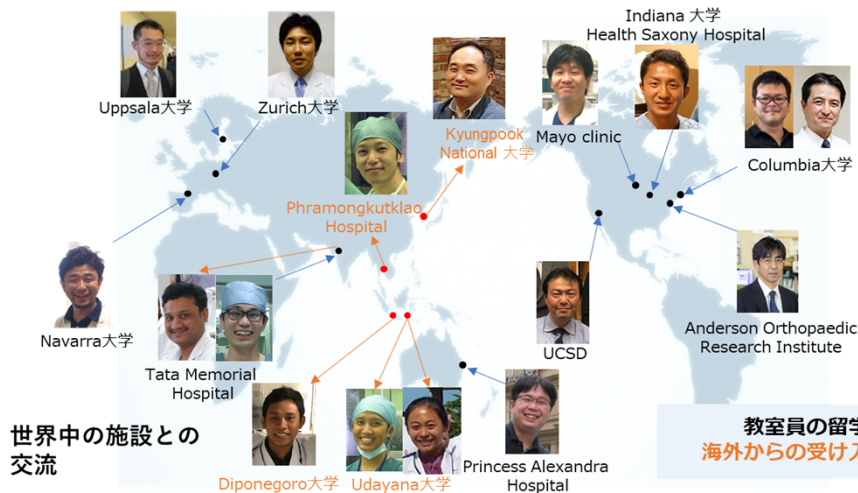 Indiana 大学
Health Saxony Hospital
Uppsala大学
Zurich大学
Kyungpook
National 大学
Mayo clinic
Columbia大学
Phramongkutklao
Hospital
Navarra大学
Tata Memorial
Hospital
UCSD
Anderson Orthopaedic
Research Institute
世界中の施設との
交流
Diponegoro大学
Udayana大学
Princess Alexandra
Hospital
教室員の留学
海外からの受け入